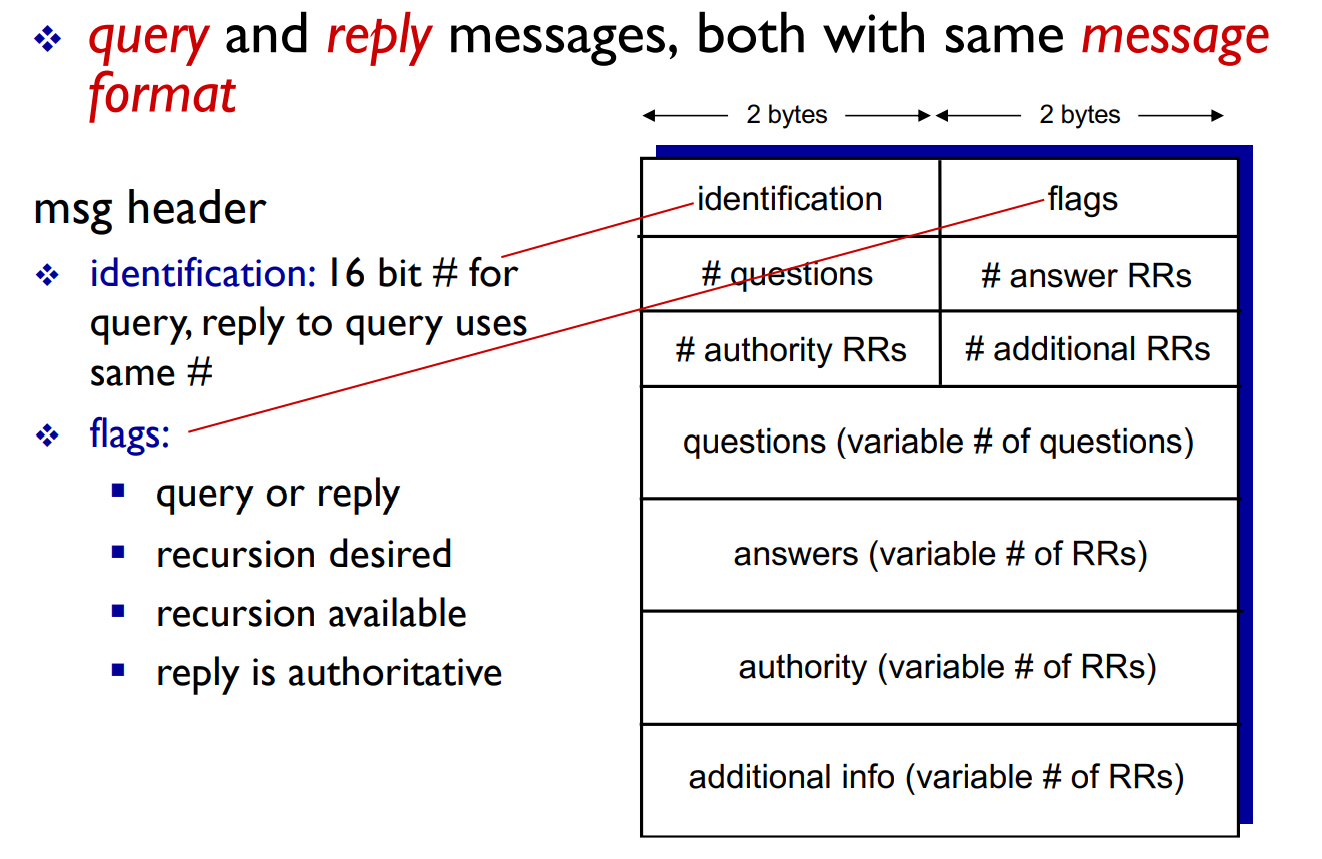 ❖ query and reply messages, both with same message
format
2 bytes 2 bytes
msg header
❖ identification: 16 bit # for
query, reply to query uses
same #
❖ flags:
▪ query or reply
▪ recursion desired
▪ recursion available
▪ reply is authoritative
identification flags
# questions # answer RRs
# authority RRs # additional RRs
questions (variable # of questions)
answers (variable # of RRs)
authority (variable # of RRs)
additional info (variable # of RRs)